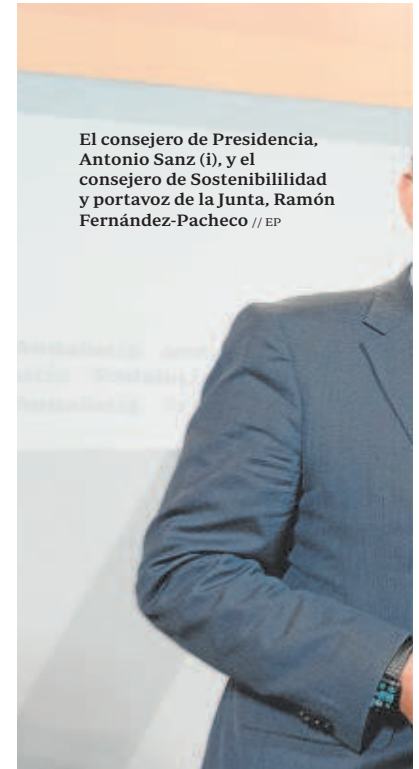 El consejero de Presidencia,
Antonio Sanz (i), y el
consejero de Sostenibililidad
y portavoz de la Junta, Ramón
Fernández-Pacheco // EP